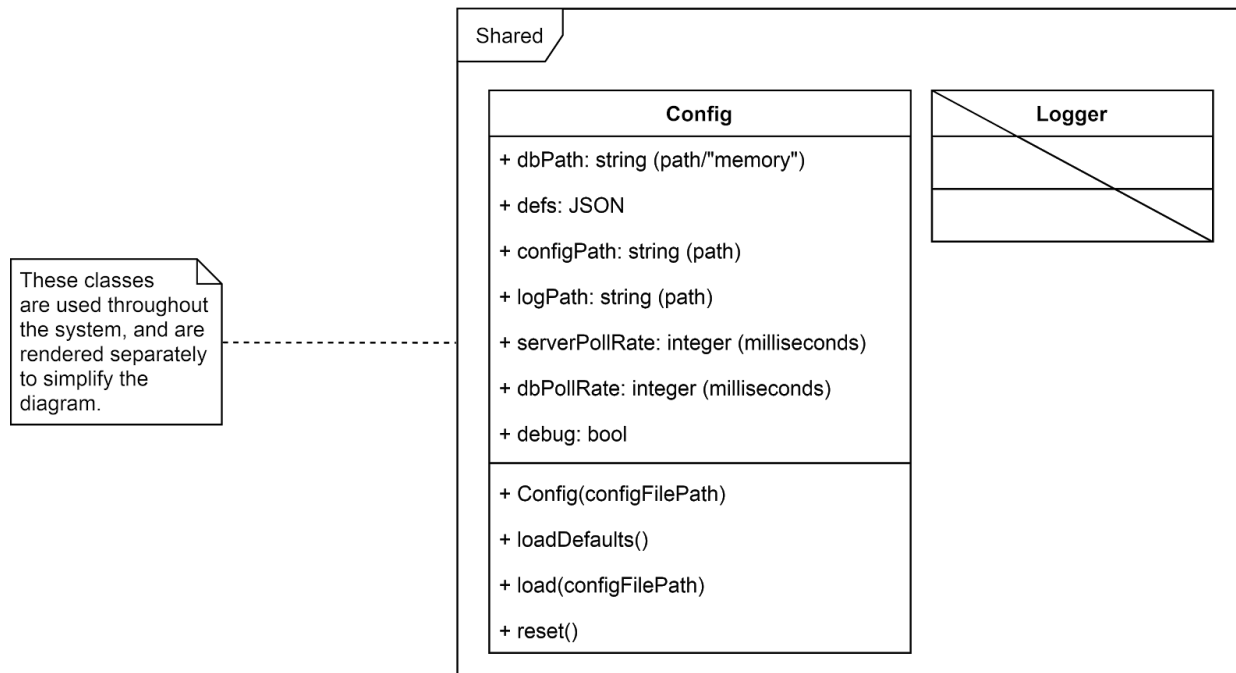 Shared
Config
+ dbPath: string (path/"memory")
+ defs: JSON
+ configPath: string (path)
+ logPath: string (path)
+ serverPollRate: integer (milliseconds)
+ dbPollRate: integer (milliseconds)
+ debug: bool
+ Config(configFilePath)
+ loadDefaults()
+ load(configFilePath)
+ reset()
Logger
These classes
are used throughout
the system, and are
rendered separately
to simplify the
diagram.